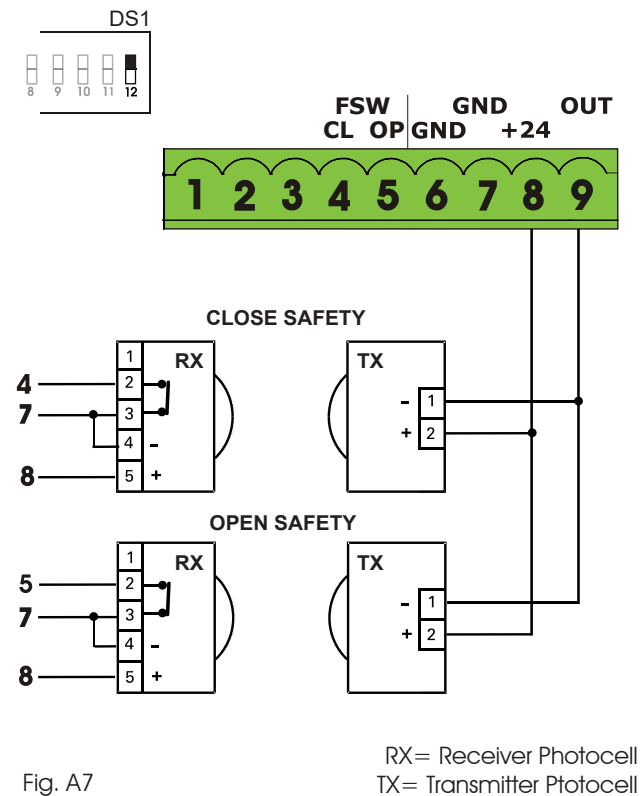 DS1
8 9 10 11 12
FSW GND OUT
CL OP GND +24
1 2 3 4 5 6 7 8 9
CLOSE SAFETY
RX
1
4 2
7 3
4 -
8 5 +
TX
- 1
+ 2
OPEN SAFETY
RX
1
5 2
7 3
4 -
8 5 +
TX
- 1
+ 2
RX= Receiver Photocell
Fig. A7
TX= Transmitter Ptotocell